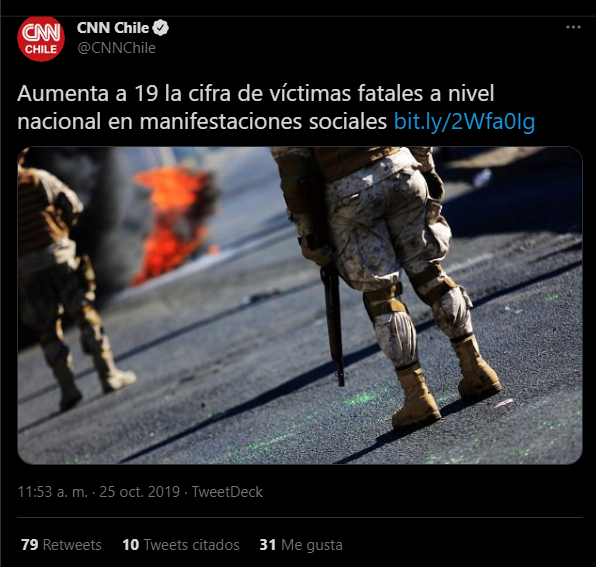 CNN
CHILE
CNN Chile
@CNNChile
Aumenta a 19 la cifra de víctimas fatales a nivel
nacional en manifestaciones sociales bit.ly/2Wfa0Ig
11:53 a. m. · 25 oct. 2019 · TweetDeck
79 Retweets 10 Tweets citados 31 Me gusta